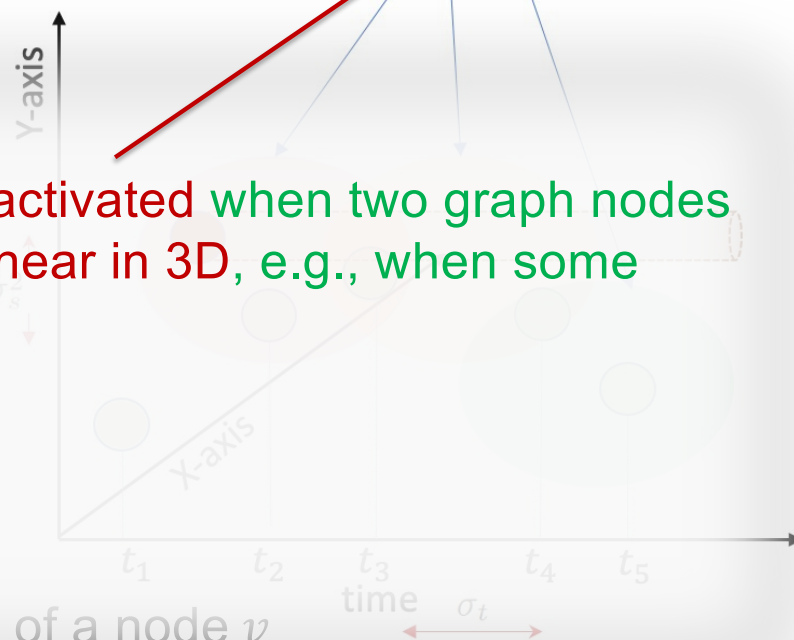 Y-axis
activated when two graph nodes
near in 3D, e.g., when some
X-axis
t₁ t₂ t₃ t₄ t₅
time σₜ
of a node v